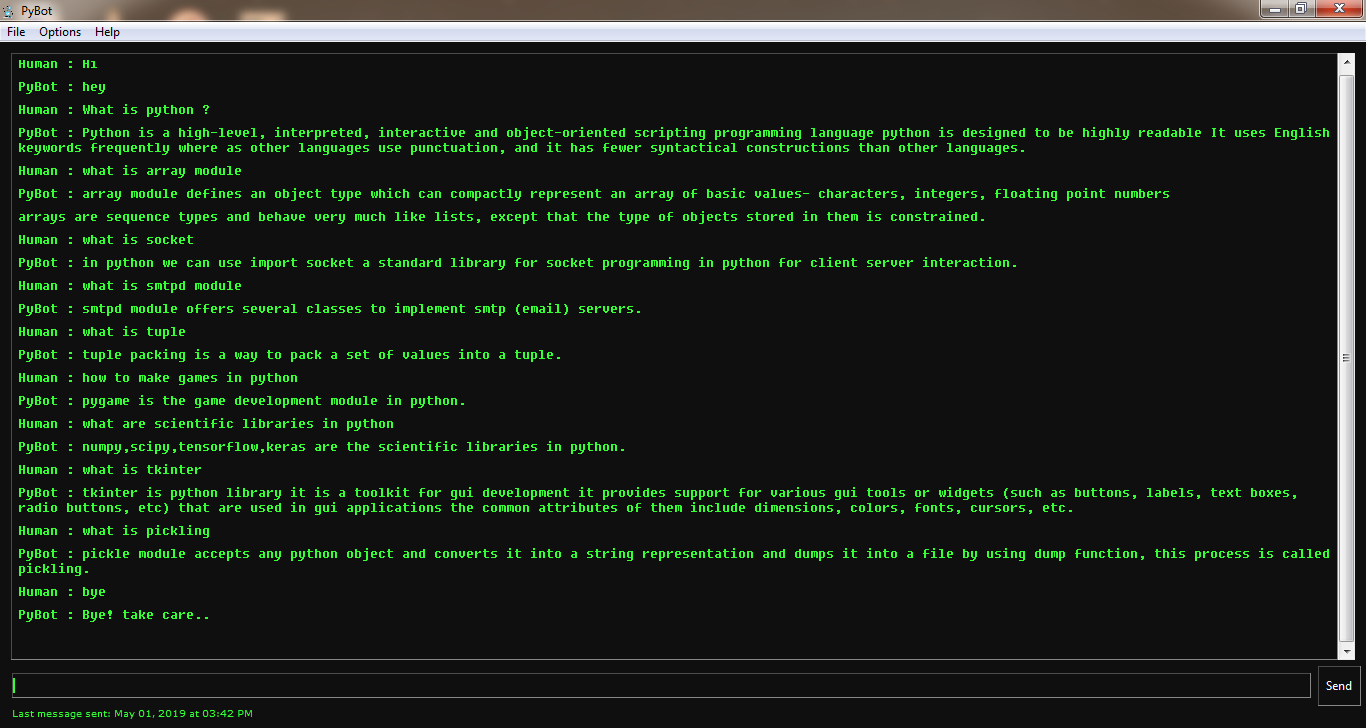 PyBot
File Options Help
Human : Hi
PyBot : hey
Human : What is python ?
PyBot : Python is a high-level, interpreted, interactive and object-oriented scripting programming language python is designed to be highly readable It uses English
keywords frequently where as other languages use punctuation, and it has fewer syntactical constructions than other languages.
Human : what is array module
PyBot : array module defines an object type which can compactly represent an array of basic values- characters, integers, floating point numbers
arrays are sequence types and behave very much like lists, except that the type of objects stored in them is constrained.
Human : what is socket
PyBot : in python we can use import socket a standard library for socket programming in python for client server interaction.
Human : what is smtpd module
PyBot : smtpd module offers several classes to implement smtp (email) servers.
Human : what is tuple
PyBot : tuple packing is a way to pack a set of values into a tuple.
Human : how to make games in python
PyBot : pygame is the game development module in python.
Human : what are scientific libraries in python
PyBot : numpy,scipy,tensorflow,keras are the scientific libraries in python.
Human : what is tkinter
PyBot : tkinter is python library it is a toolkit for gui development it provides support for various gui tools or widgets (such as buttons, labels, text boxes,
radio buttons, etc) that are used in gui applications the common attributes of them include dimensions, colors, fonts, cursors, etc.
Human : what is pickling
PyBot : pickle module accepts any python object and converts it into a string representation and dumps it into a file by using dump function, this process is called
pickling.
Human : bye
PyBot : Bye! take care..
Send
Last message sent: May 01, 2019 at 03:42 PM